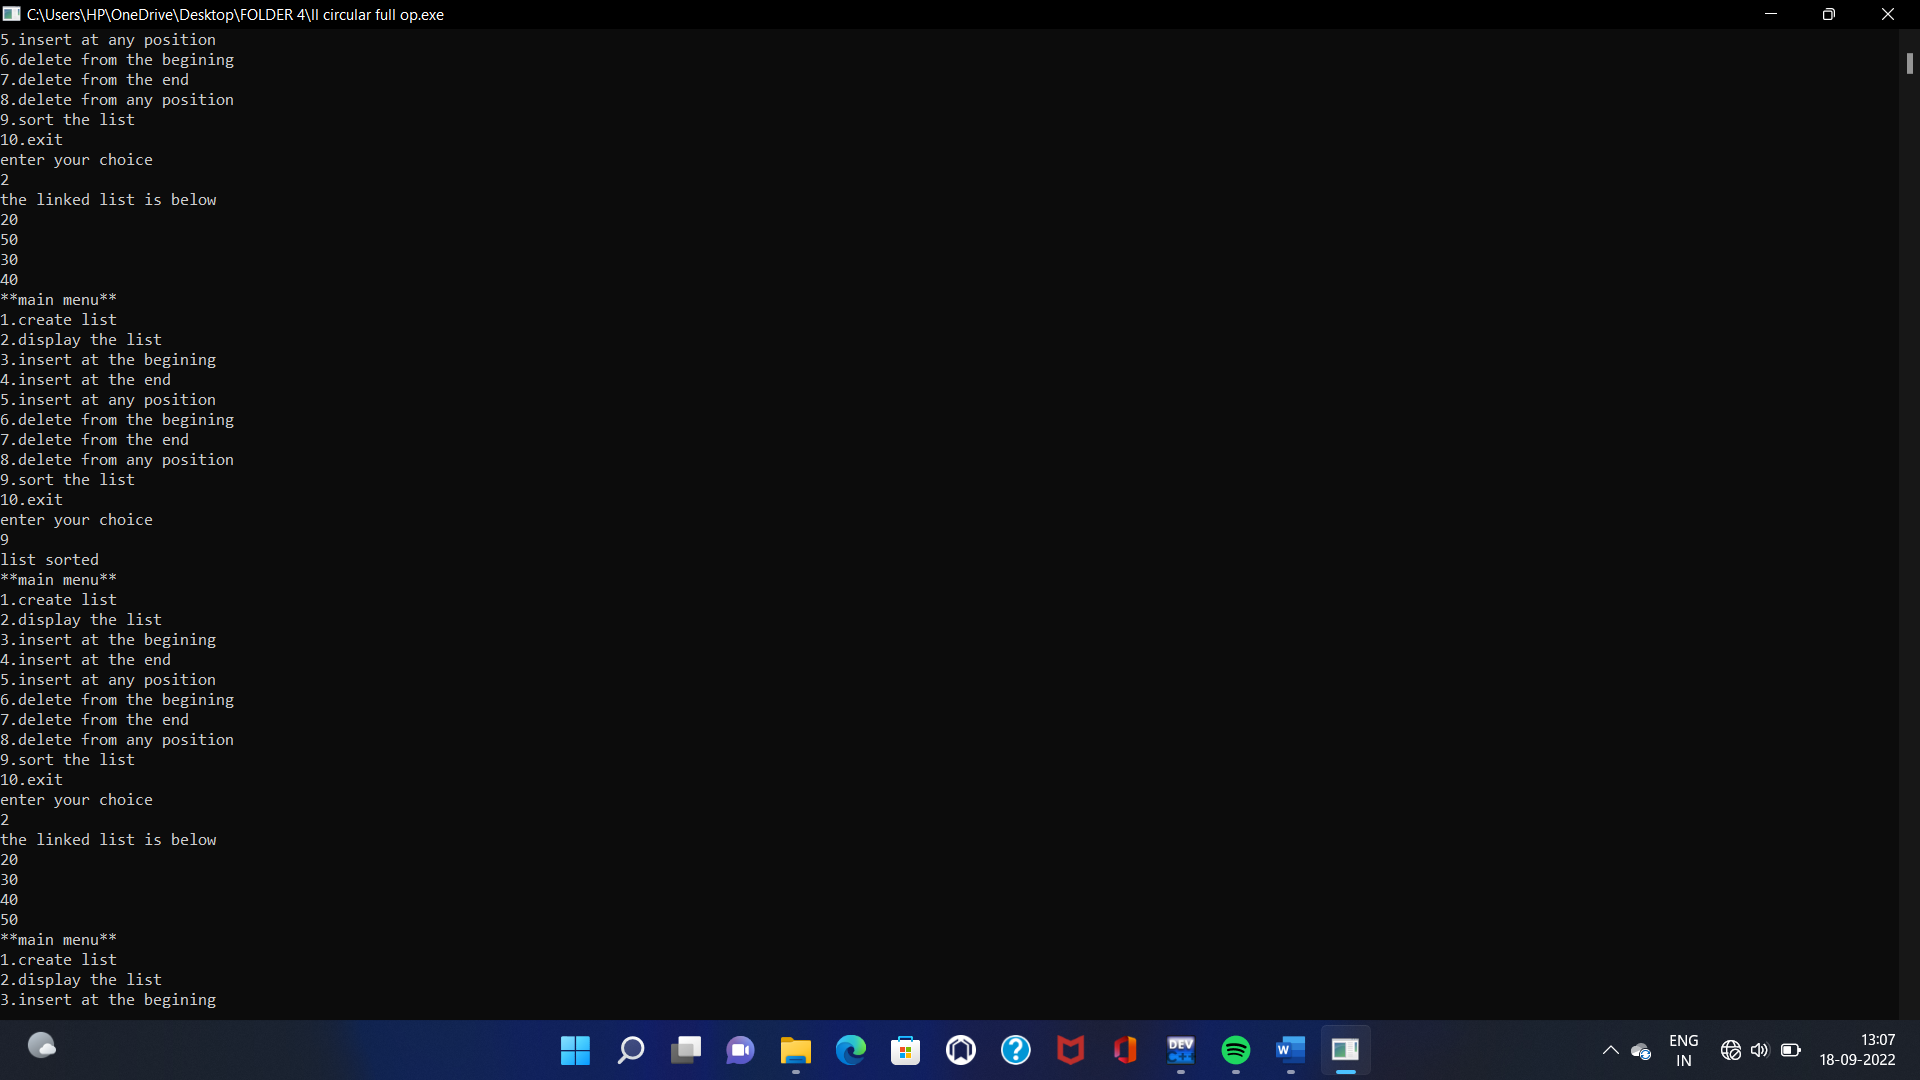 C:\Users\HP\OneDrive\Desktop\FOLDER 4\ll circular full op.exe
5.insert at any position
6.delete from the begining
7.delete from the end
8.delete from any position
9.sort the list
10.exit
enter your choice
2
the linked list is below
20
50
30
40
**main menu**
1.create list
2.display the list
3.insert at the begining
4.insert at the end
5.insert at any position
6.delete from the begining
7.delete from the end
8.delete from any position
9.sort the list
10.exit
enter your choice
9
list sorted
**main menu**
1.create list
2.display the list
3.insert at the begining
4.insert at the end
5.insert at any position
6.delete from the begining
7.delete from the end
8.delete from any position
9.sort the list
10.exit
enter your choice
2
the linked list is below
20
30
40
50
**main menu**
1.create list
2.display the list
3.insert at the begining
DEV
C++
W
ENG
IN
13:07
18-09-2022